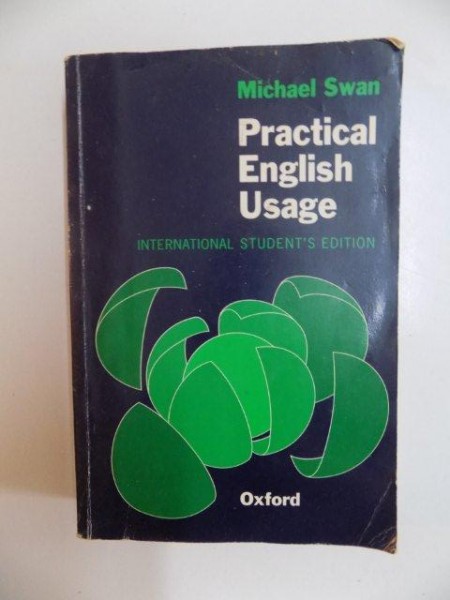 Michael Swan
Practical
English
Usage
INTERNATIONAL STUDENT'S EDITION
Oxford